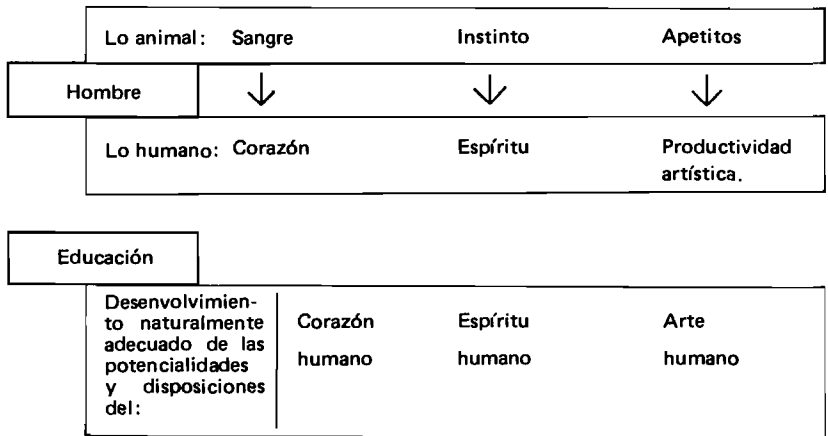 Lo animal: Sangre Instinto Apetitos
Hombre
Lo humano: Corazón Espíritu Productividad
artística.
Educación
Desenvolvimien-
to naturalmente
adecuado de las
potencialidades
y disposiciones
del:
Corazón Espíritu Arte
humano humano humano